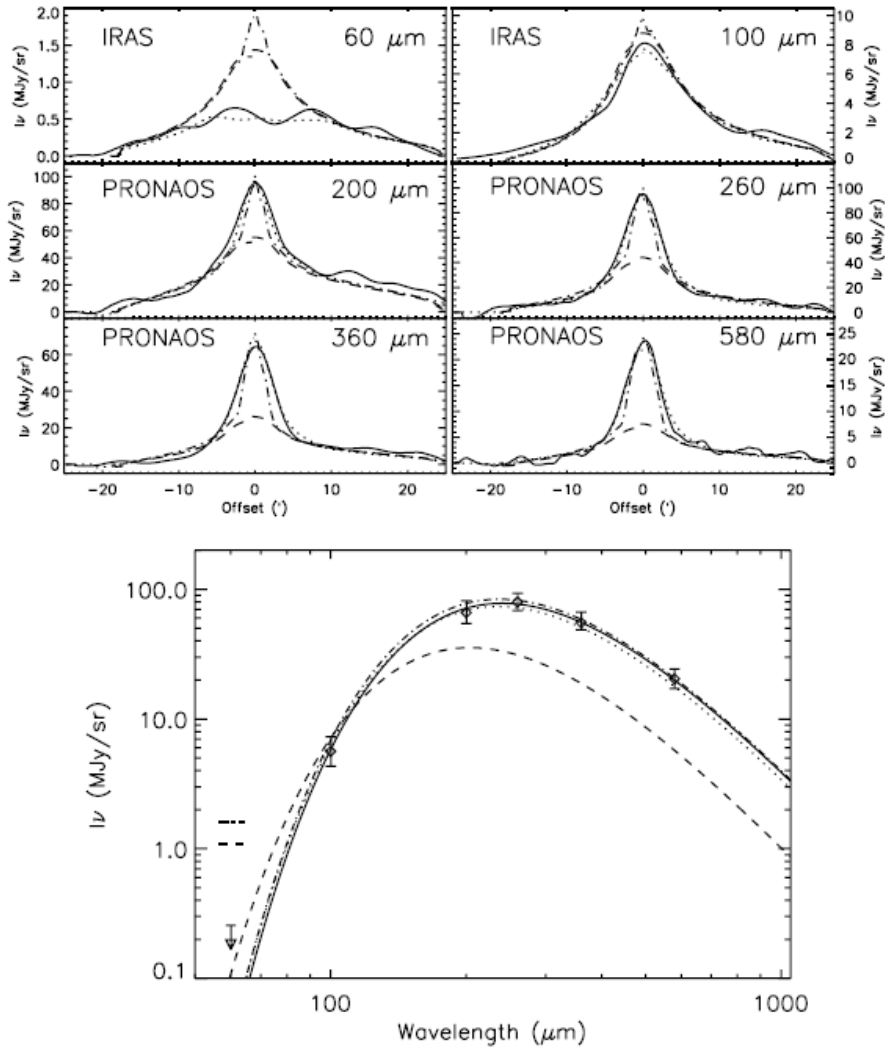 IRAS 60 μm
2.0
1.5
1.0
0.5
0.0
Iν (MJy/sr)
IRAS 100 μm
10
8
6
4
2
0
Iν (MJy/sr)
PRONAOS 200 μm
100
80
60
40
20
0
Iν (MJy/sr)
PRONAOS 260 μm
100
80
60
40
20
0
Iν (MJy/sr)
PRONAOS 360 μm
60
40
20
0
Iν (MJy/sr)
PRONAOS 580 μm
25
20
15
10
5
0
Iν (MJy/sr)
-20 -10 0 10 20
Offset (')
-20 -10 0 10 20
Offset (')
100.0
10.0
1.0
0.1
Iν (MJy/sr)
100 1000
Wavelength (μm)